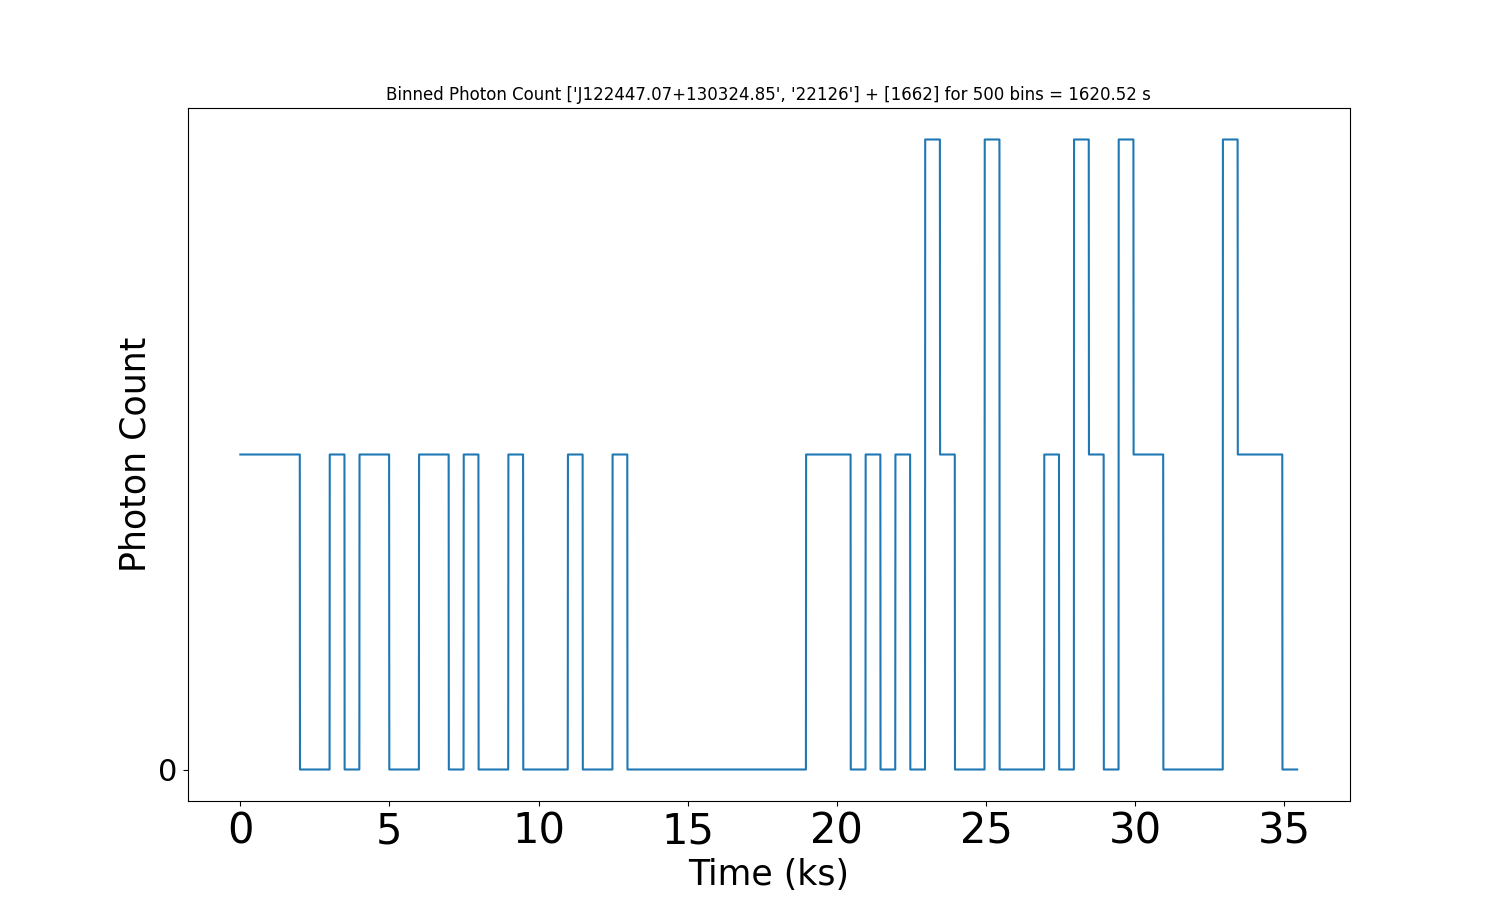 Binned Photon Count ['J122447.07+130324.85', '22126'] + [1662] for 500 bins = 1620.52 s
Photon Count
0
0 5 10 15 20 25 30 35
Time (ks)